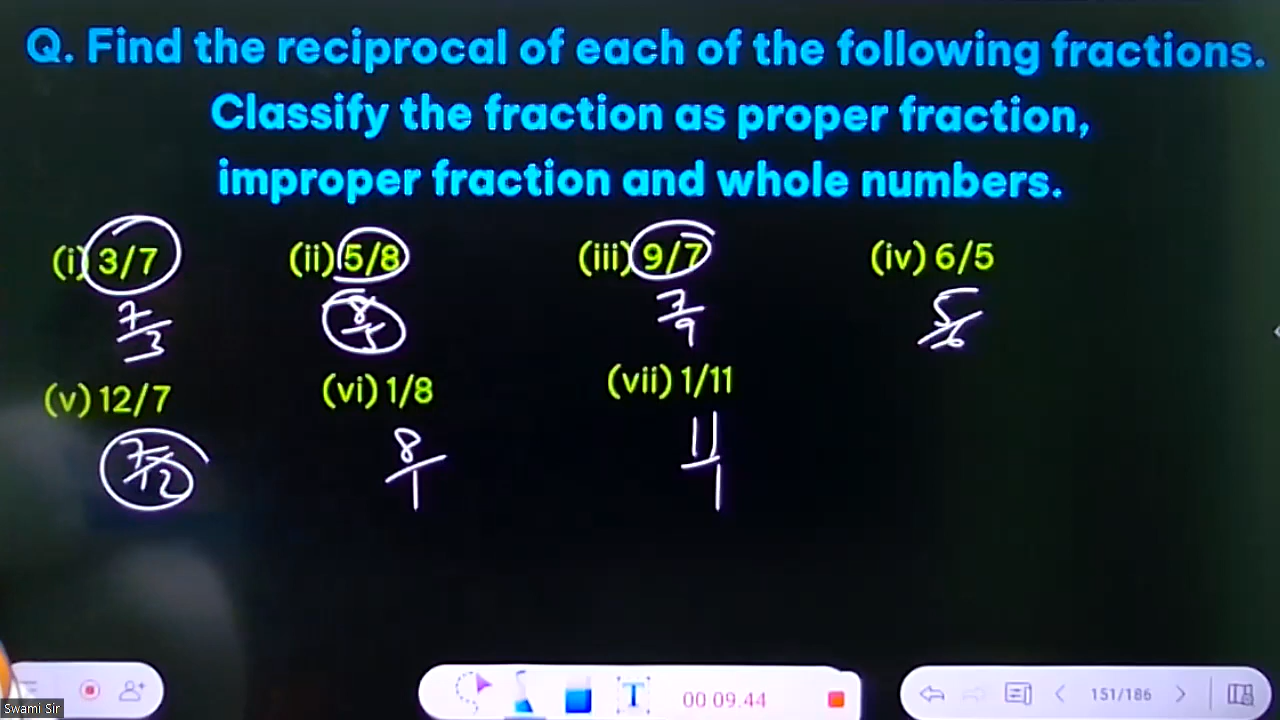 Q. Find the reciprocal of each of the following fractions.
Classify the fraction as proper fraction,
improper fraction and whole numbers.
(i) 3/7 (ii) 5/8 (iii) 9/7 (iv) 6/5
7/3 8/5 7/9 5/6
(v) 12/7 (vi) 1/8 (vii) 1/11
7/12 8/1 11/1
T 00 09.44 151/186
Swami Sir